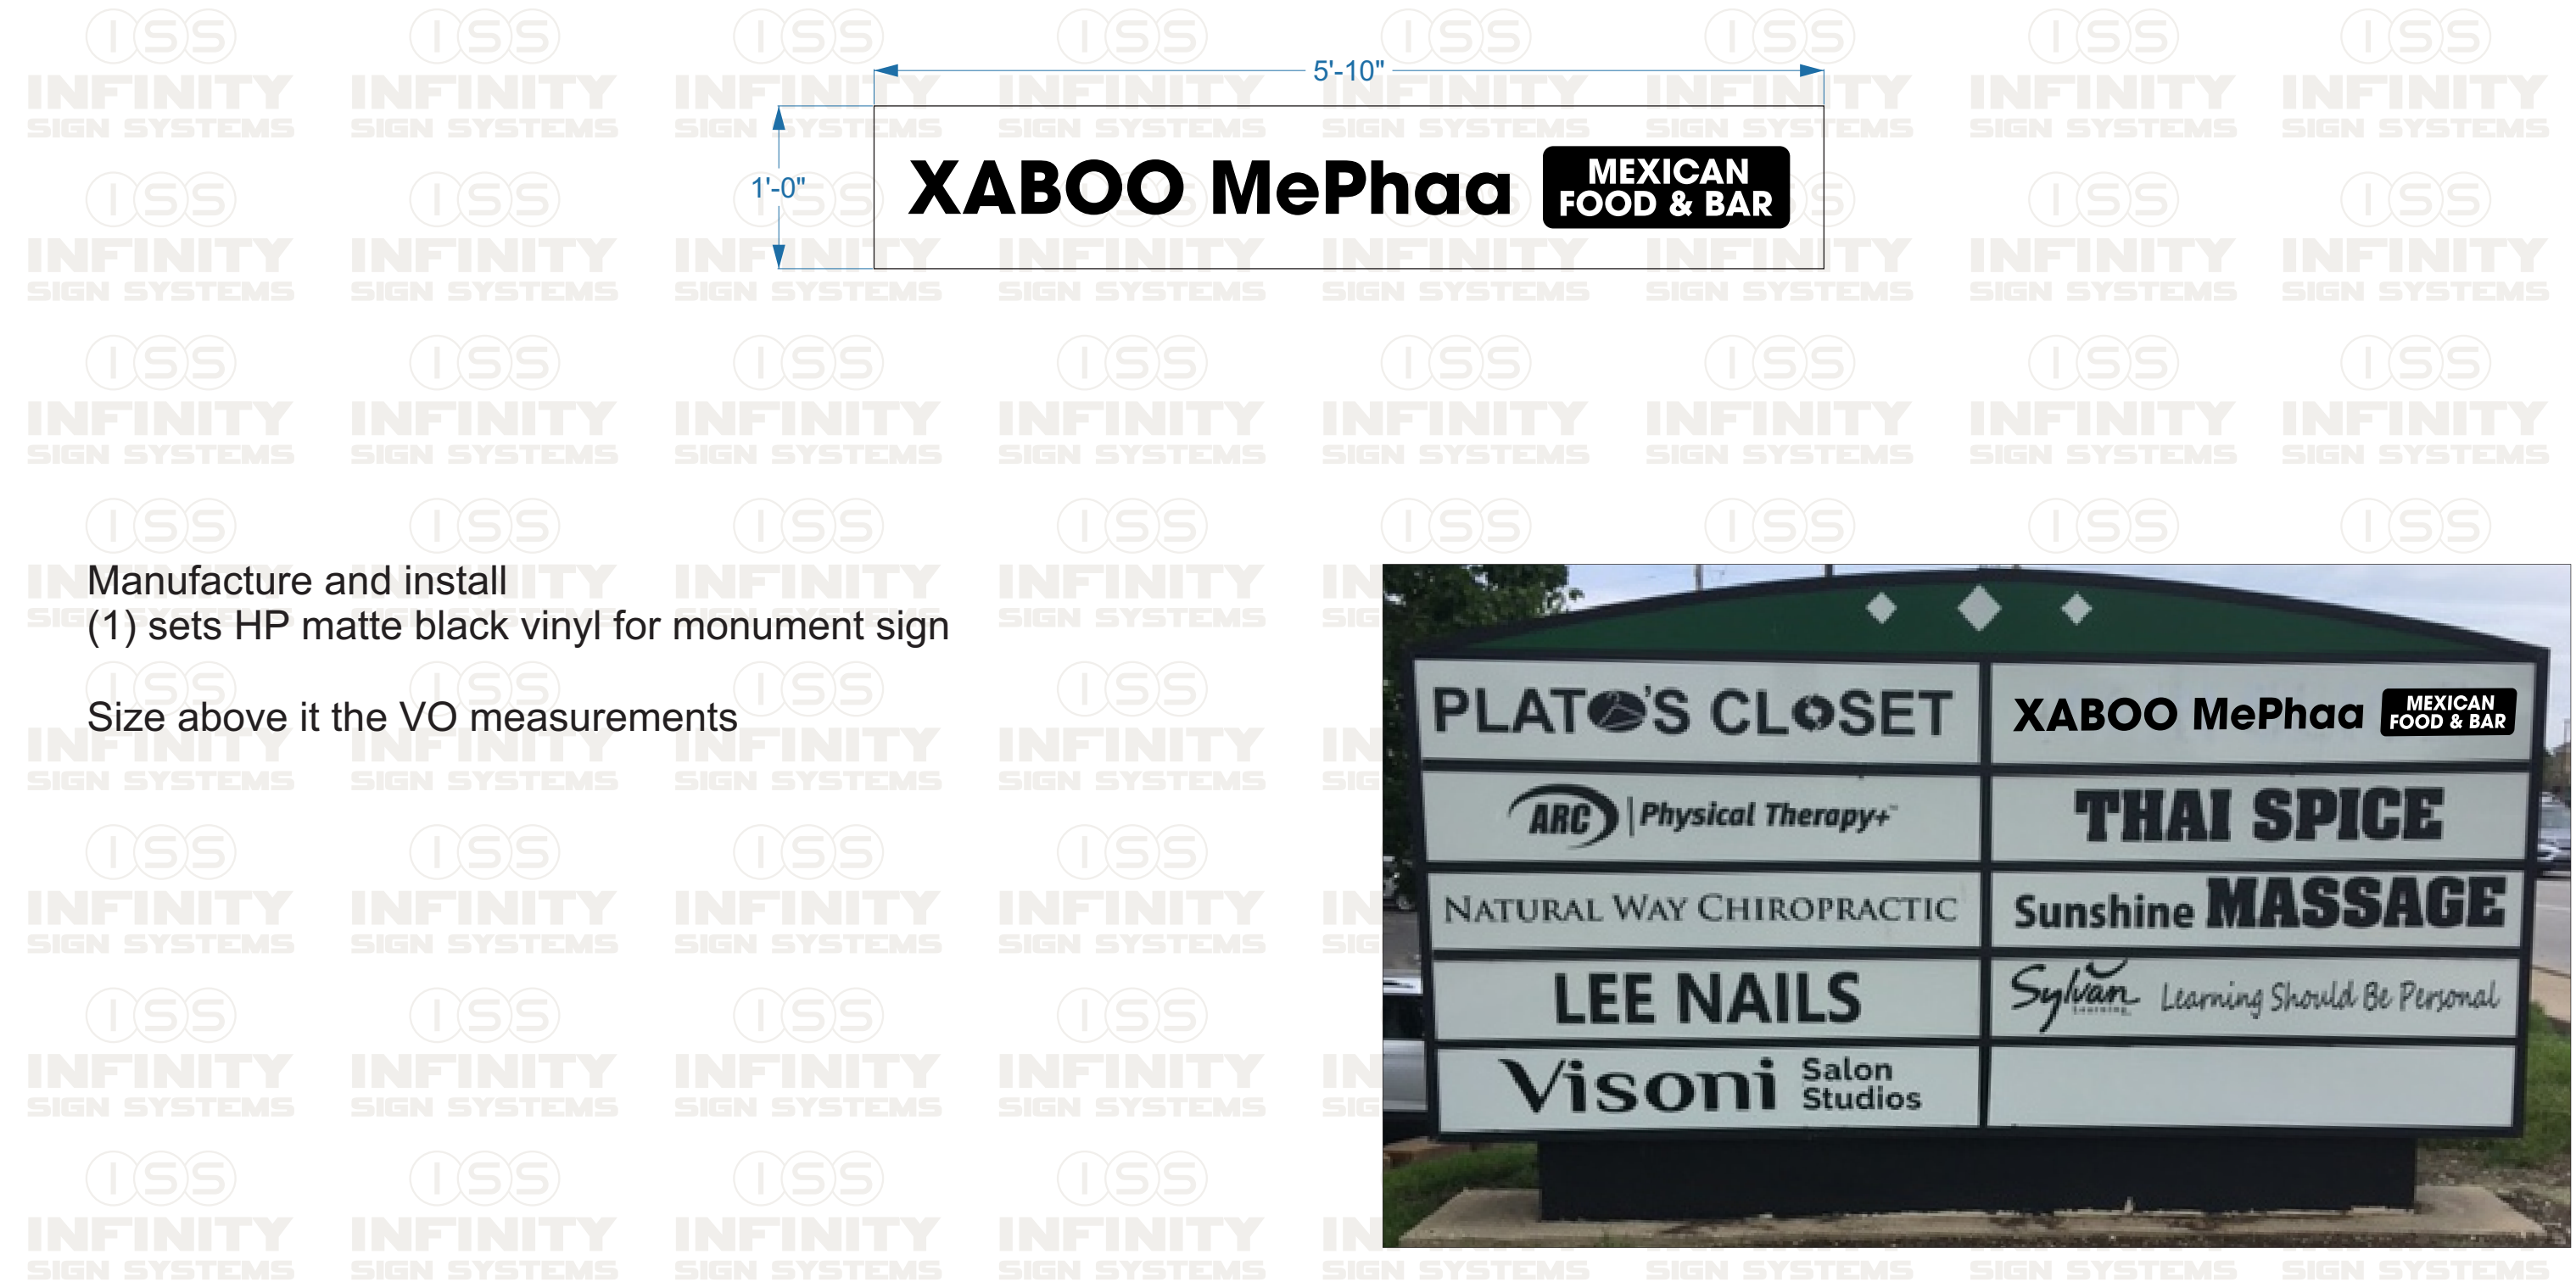 5'-10"
1'-0"
XABOO MePhaa
MEXICAN
FOOD & BAR
Manufacture and install
(1) sets HP matte black vinyl for monument sign
Size above it the VO measurements
PLATO'S CLOSET
XABOO MePhaa
MEXICAN
FOOD & BAR
ARC Physical Therapy+
THAI SPICE
NATURAL WAY CHIROPRACTIC
Sunshine MASSAGE
LEE NAILS
Sylvan Learning Learning Should Be Personal
Visoni Salon
Studios
ISS
INFINITY
SIGN SYSTEMS